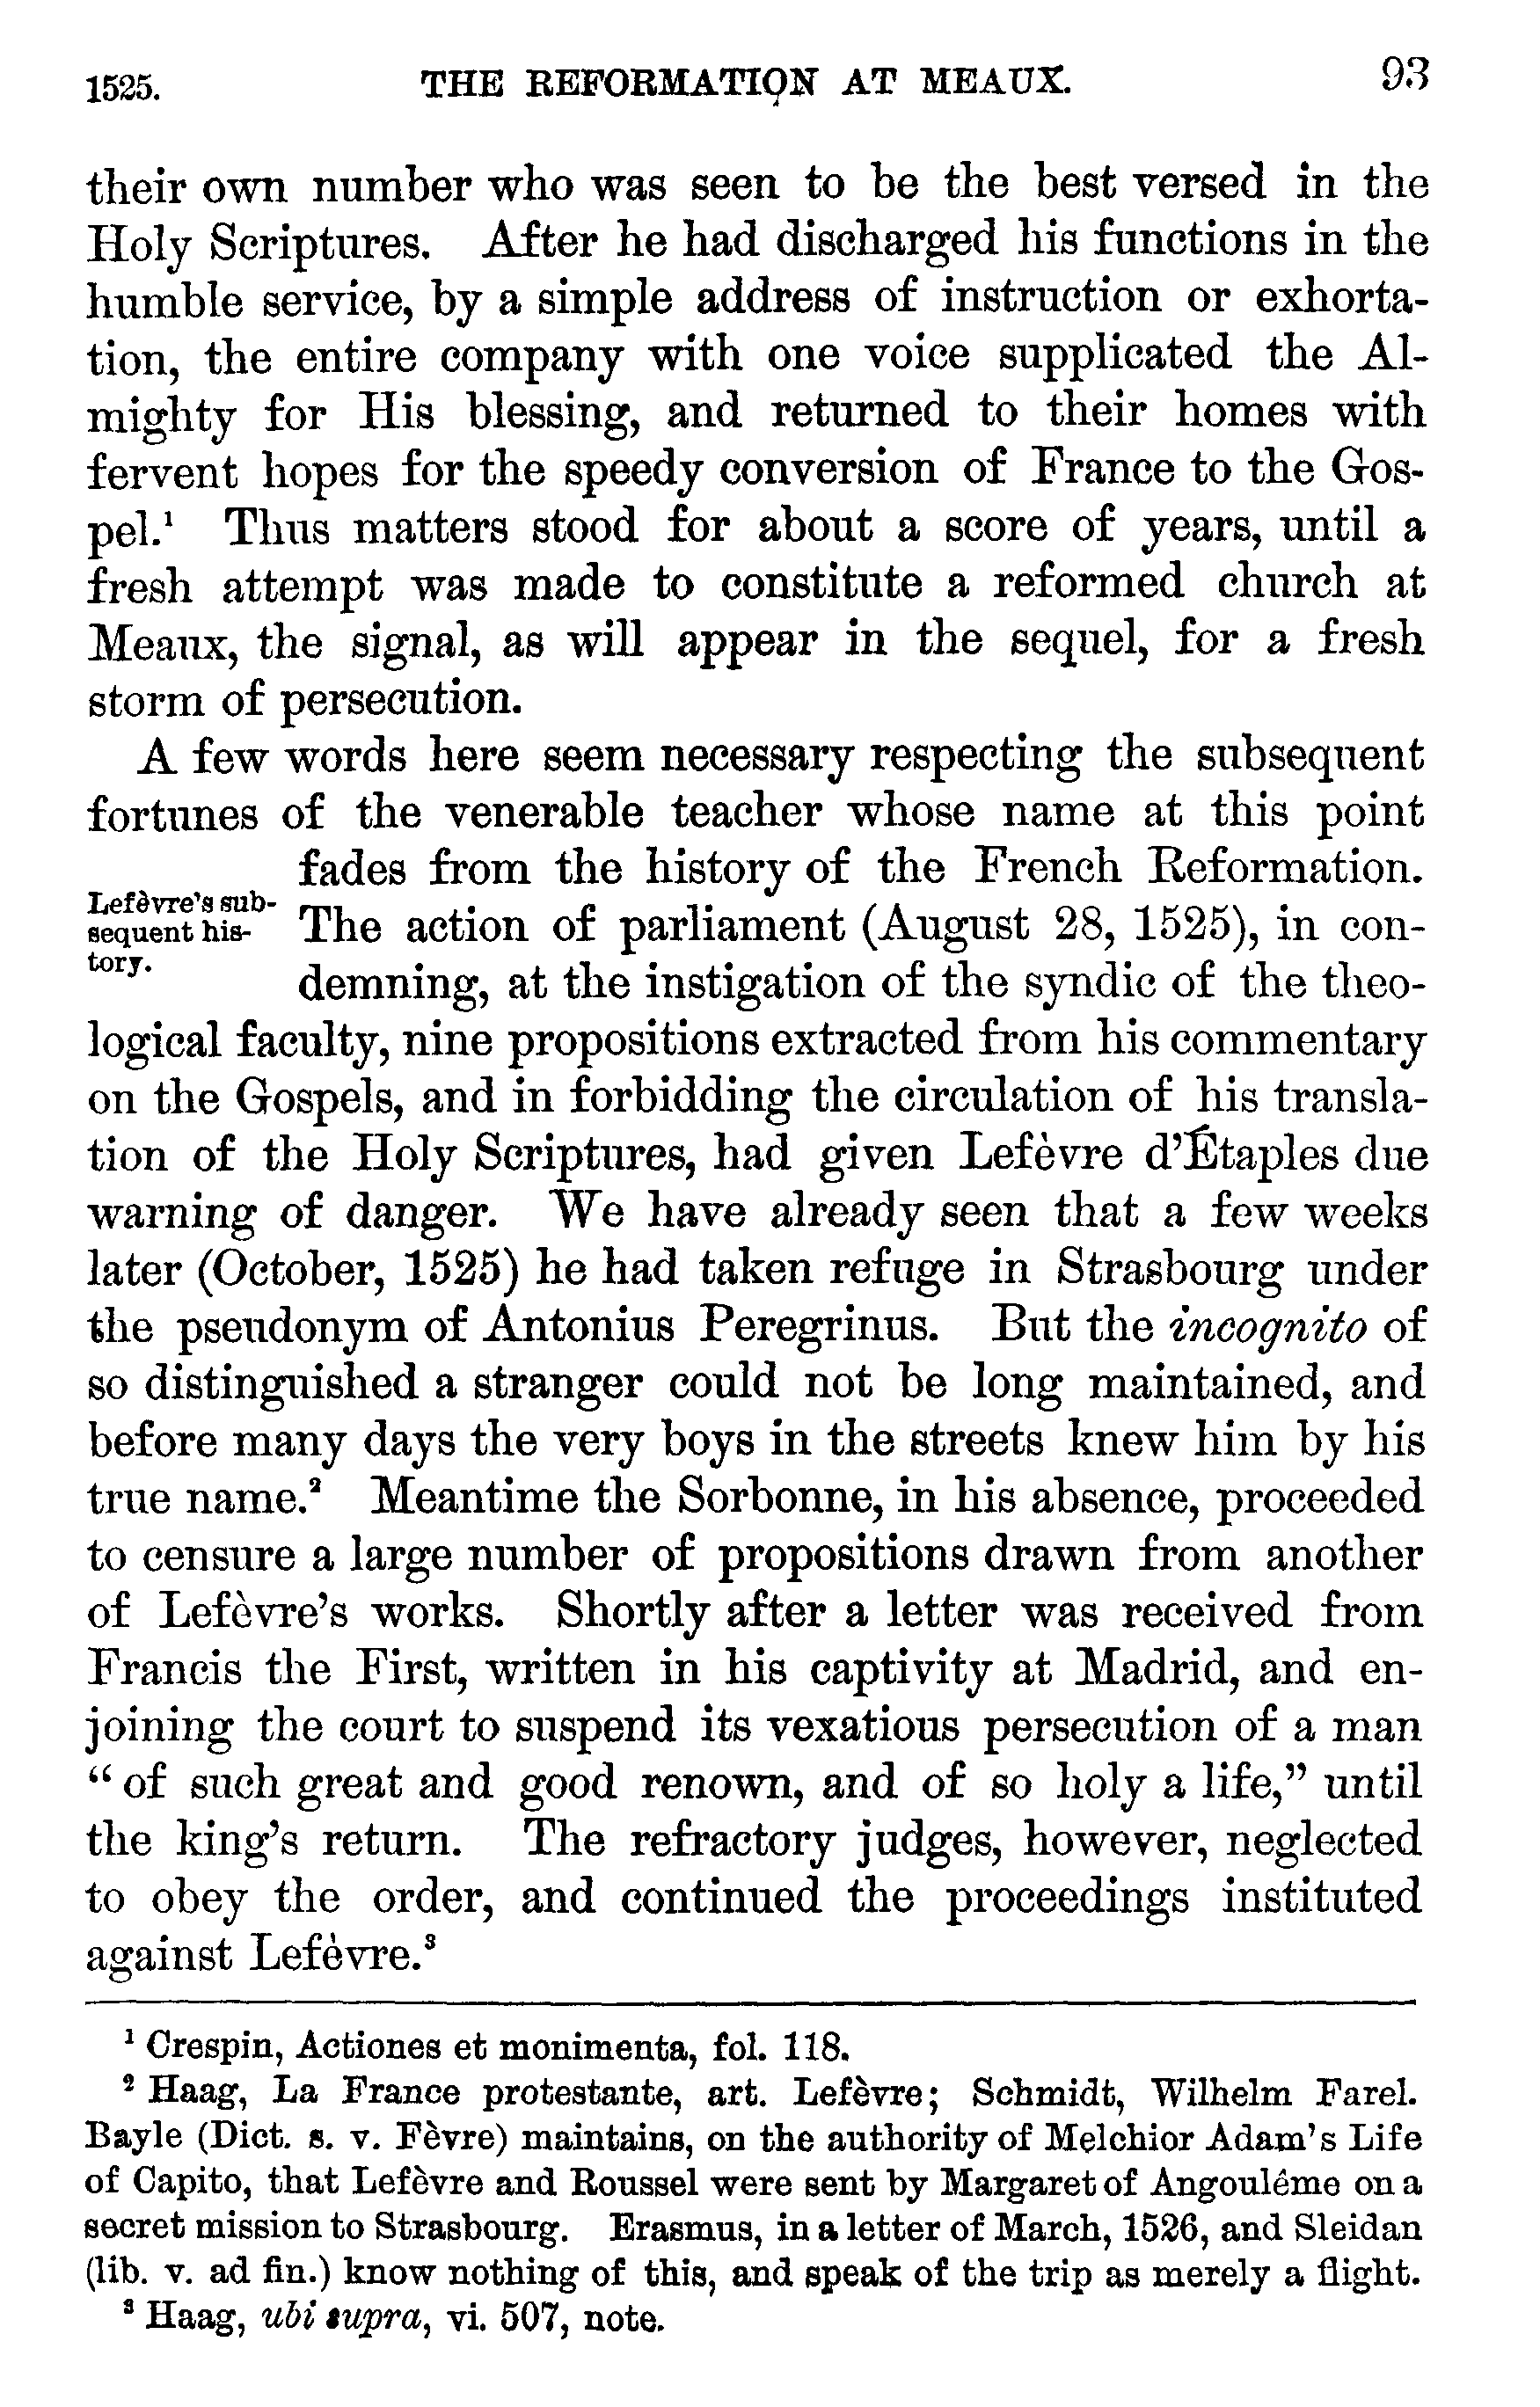 1525. THE REFORMATION AT MEAUX. 93
their own number who was seen to be the best versed in the
Holy Scriptures. After he had discharged his functions in the
humble service, by a simple address of instruction or exhorta-
tion, the entire company with one voice supplicated the Al-
mighty for His blessing, and returned to their homes with
fervent hopes for the speedy conversion of France to the Gos-
pel.¹ Thus matters stood for about a score of years, until a
fresh attempt was made to constitute a reformed church at
Meaux, the signal, as will appear in the sequel, for a fresh
storm of persecution.
A few words here seem necessary respecting the subsequent
fortunes of the venerable teacher whose name at this point
fades from the history of the French Reformation.
Lefèvre's sub-
sequent his-
tory.
The action of parliament (August 28, 1525), in con-
demning, at the instigation of the syndic of the theo-
logical faculty, nine propositions extracted from his commentary
on the Gospels, and in forbidding the circulation of his transla-
tion of the Holy Scriptures, had given Lefèvre d'Étaples due
warning of danger. We have already seen that a few weeks
later (October, 1525) he had taken refuge in Strasbourg under
the pseudonym of Antonius Peregrinus. But the incognito of
so distinguished a stranger could not be long maintained, and
before many days the very boys in the streets knew him by his
true name.² Meantime the Sorbonne, in his absence, proceeded
to censure a large number of propositions drawn from another
of Lefèvre's works. Shortly after a letter was received from
Francis the First, written in his captivity at Madrid, and en-
joining the court to suspend its vexatious persecution of a man
"of such great and good renown, and of so holy a life," until
the king's return. The refractory judges, however, neglected
to obey the order, and continued the proceedings instituted
against Lefèvre.³
¹ Crespin, Actiones et monimenta, fol. 118.
² Haag, La France protestante, art. Lefèvre; Schmidt, Wilhelm Farel.
Bayle (Dict. s. v. Fèvre) maintains, on the authority of Melchior Adam's Life
of Capito, that Lefèvre and Roussel were sent by Margaret of Angoulême on a
secret mission to Strasbourg. Erasmus, in a letter of March, 1526, and Sleidan
(lib. v. ad fin.) know nothing of this, and speak of the trip as merely a flight.
³ Haag, ubi supra, vi. 507, note.